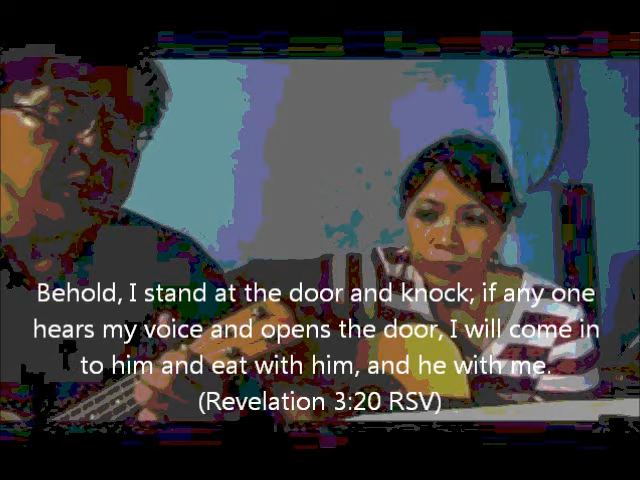 Behold, I stand at the door and knock; if any one
hears my voice and opens the door, I will come in
to him and eat with him, and he with me.
(Revelation 3:20 RSV)